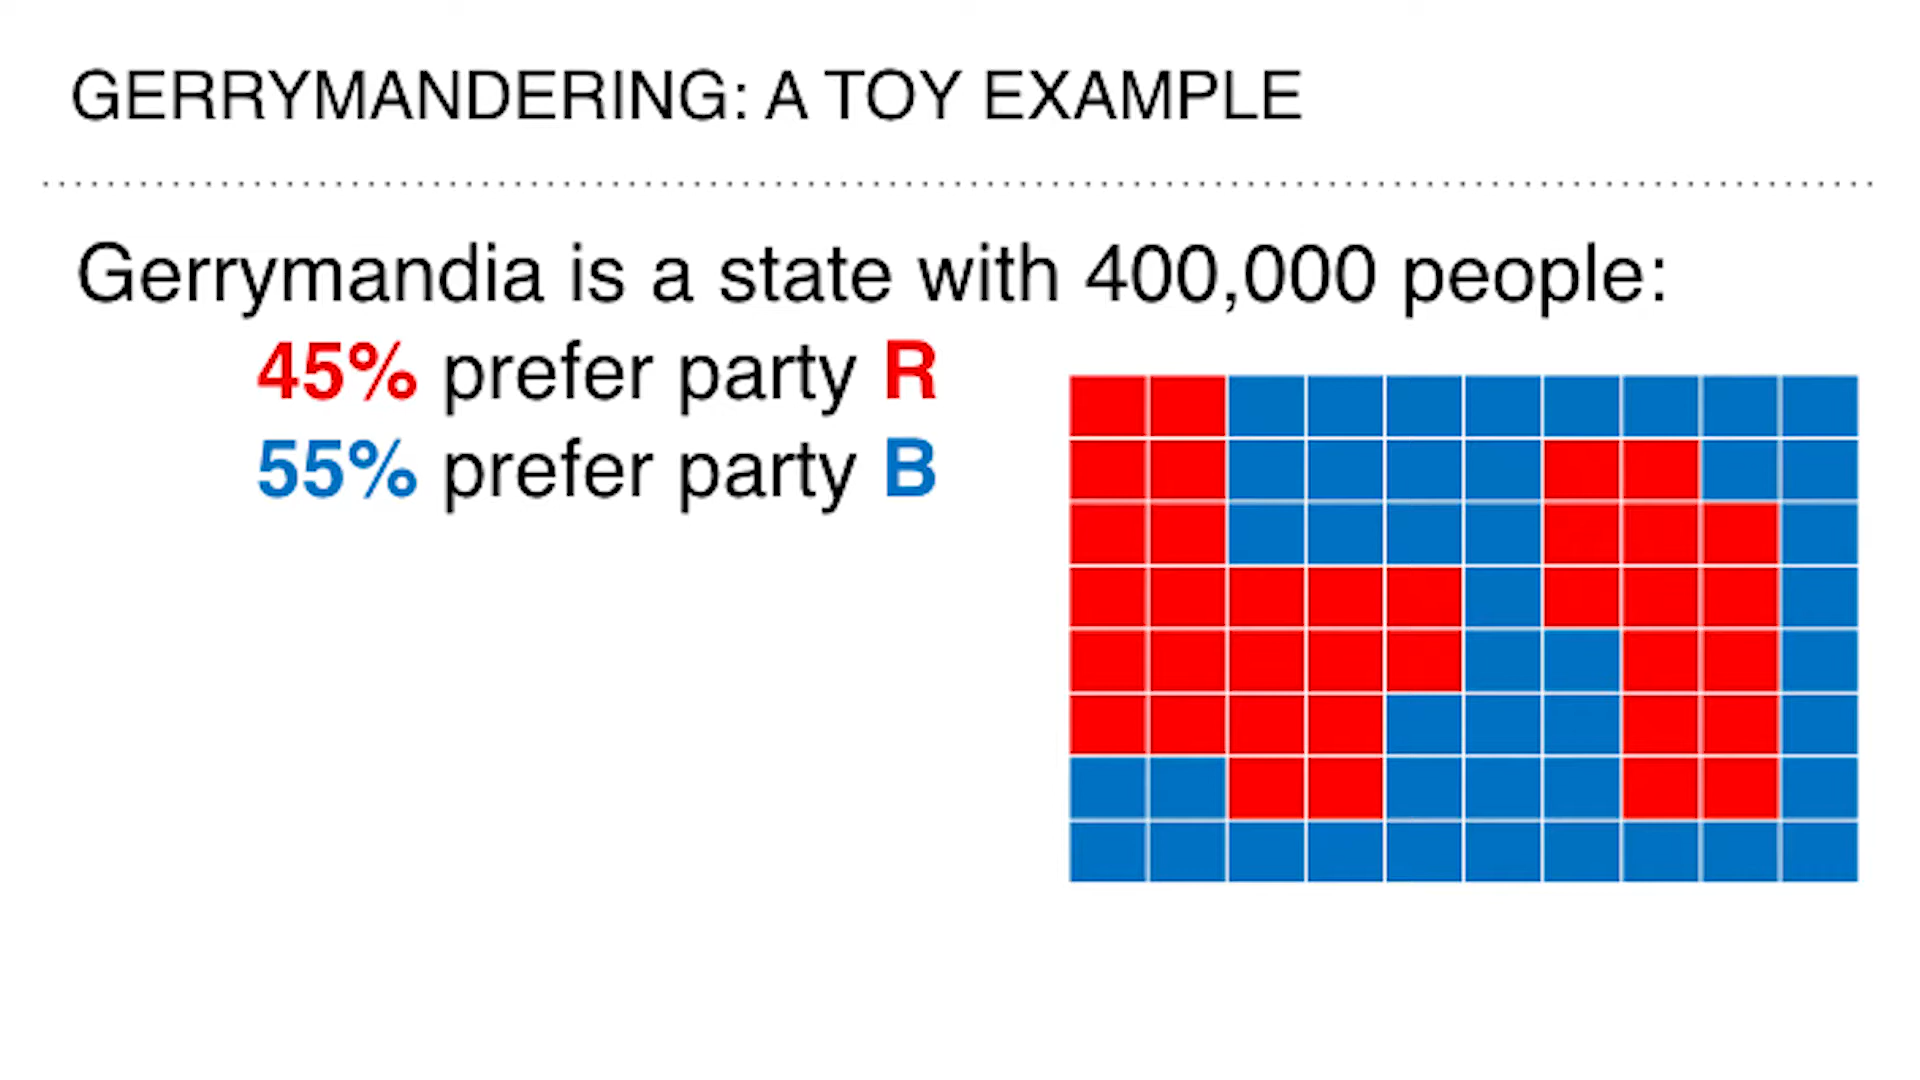 GERRYMANDERING: A TOY EXAMPLE
Gerrymandia is a state with 400,000 people:
45% prefer party R
55% prefer party B